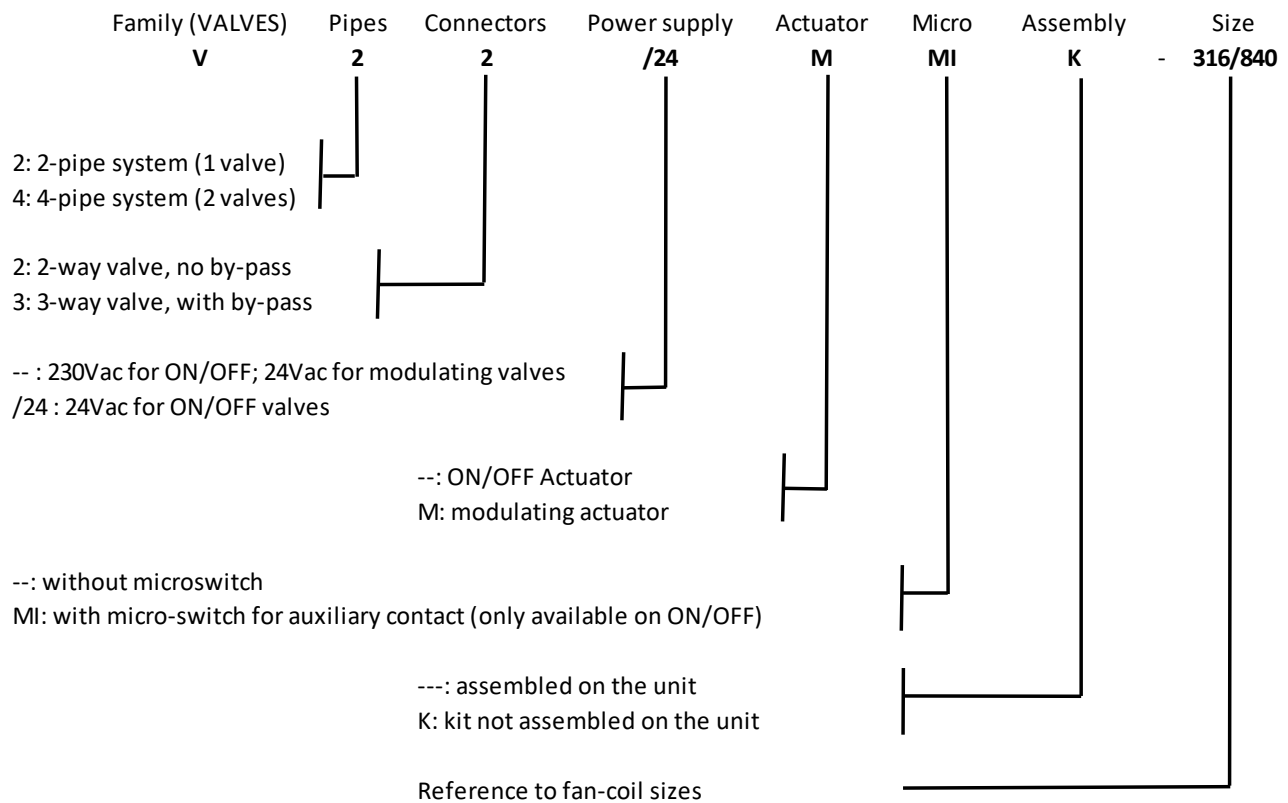 Family (VALVES) Pipes Connectors Power supply Actuator Micro Assembly Size
V 2 2 /24 M MI K - 316/840
2: 2-pipe system (1 valve)
4: 4-pipe system (2 valves)
2: 2-way valve, no by-pass
3: 3-way valve, with by-pass
-- : 230Vac for ON/OFF; 24Vac for modulating valves
/24 : 24Vac for ON/OFF valves
--: ON/OFF Actuator
M: modulating actuator
--: without microswitch
MI: with micro-switch for auxiliary contact (only available on ON/OFF)
---: assembled on the unit
K: kit not assembled on the unit
Reference to fan-coil sizes